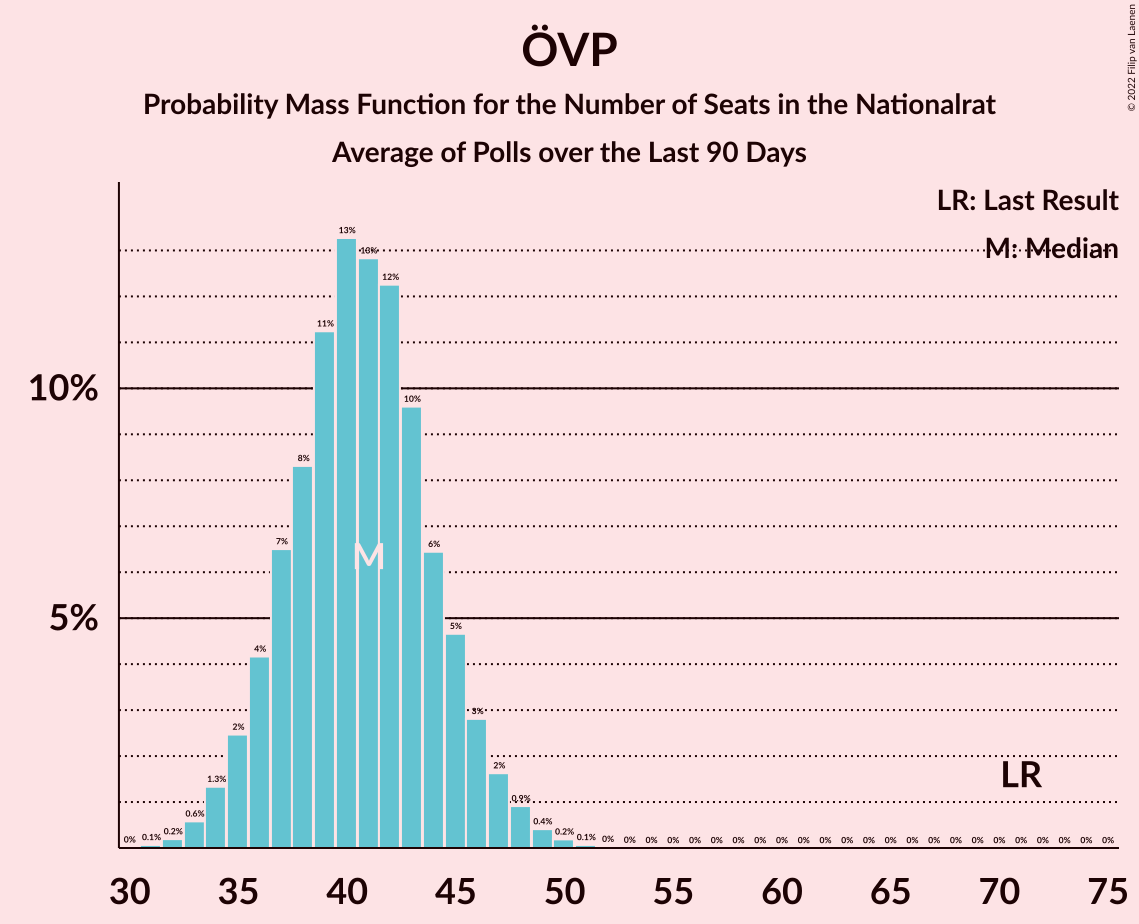 ÖVP
Probability Mass Function for the Number of Seats in the Nationalrat
Average of Polls over the Last 90 Days
© 2022 Filip van Laenen
LR: Last Result
M: Median
10%
5%
0% 0.1% 0.2% 0.6% 1.3% 2% 4% 7% 8% 11% 13% 13% 12% 10% 6% 5% 3% 2% 0.9% 0.4% 0.2% 0.1% 0% 0% 0% 0% 0% 0% 0% 0% 0% 0% 0% 0% 0% 0% 0% 0% 0% 0% 0% 0% 0% 0% 0% 0%
M
LR
30 35 40 45 50 55 60 65 70 75